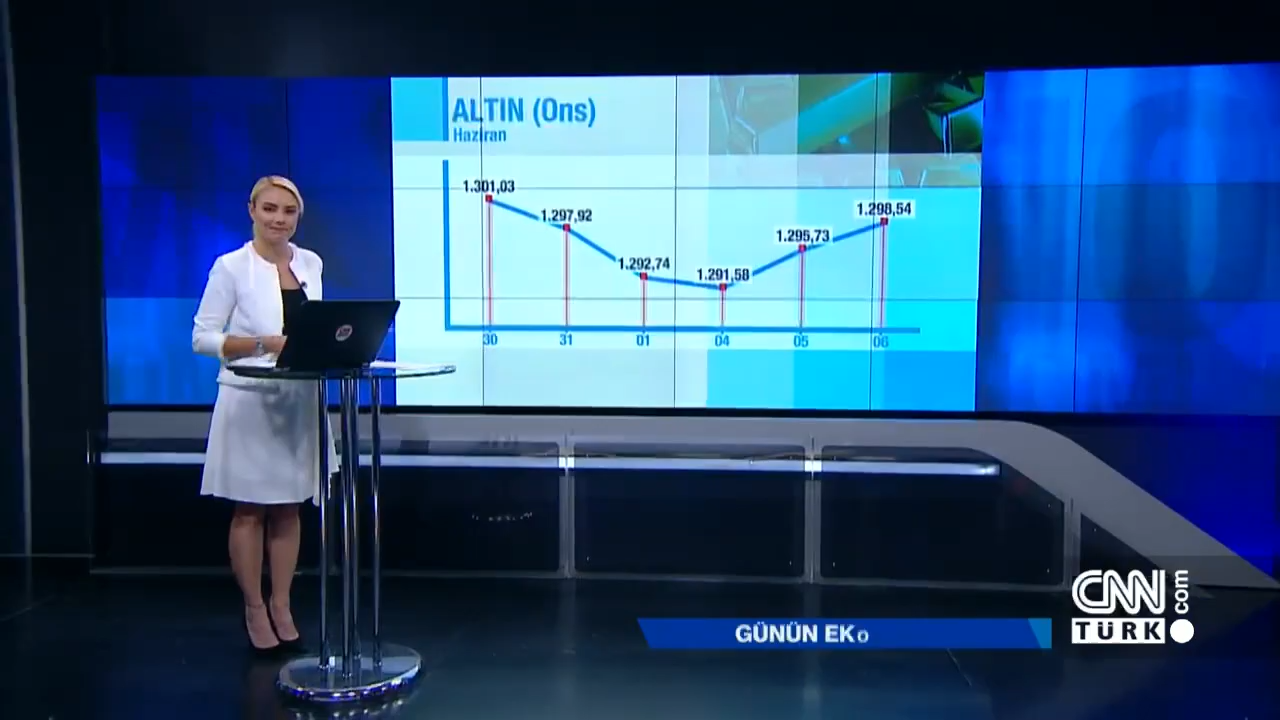 ALTIN (Ons)
Haziran
1.301,03
1.297,92
1.292,74
1.291,58
1.295,73
1.298,54
30
31
01
04
05
06
GÜNÜN EKO
CNN
TÜRK
.com